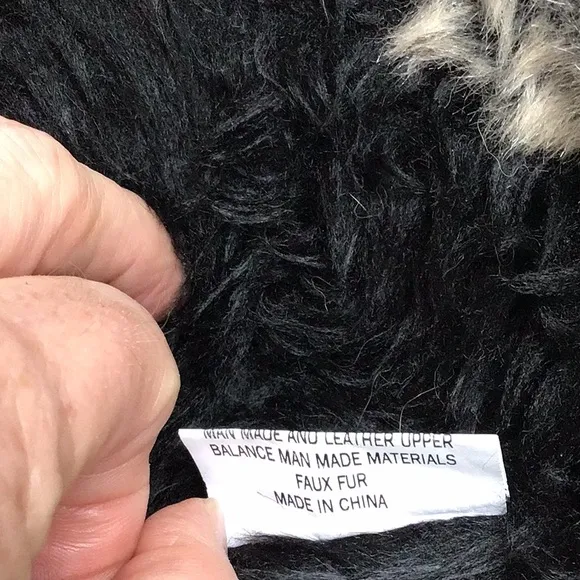 MAN MADE AND LEATHER UPPER
BALANCE MAN MADE MATERIALS
FAUX FUR
MADE IN CHINA